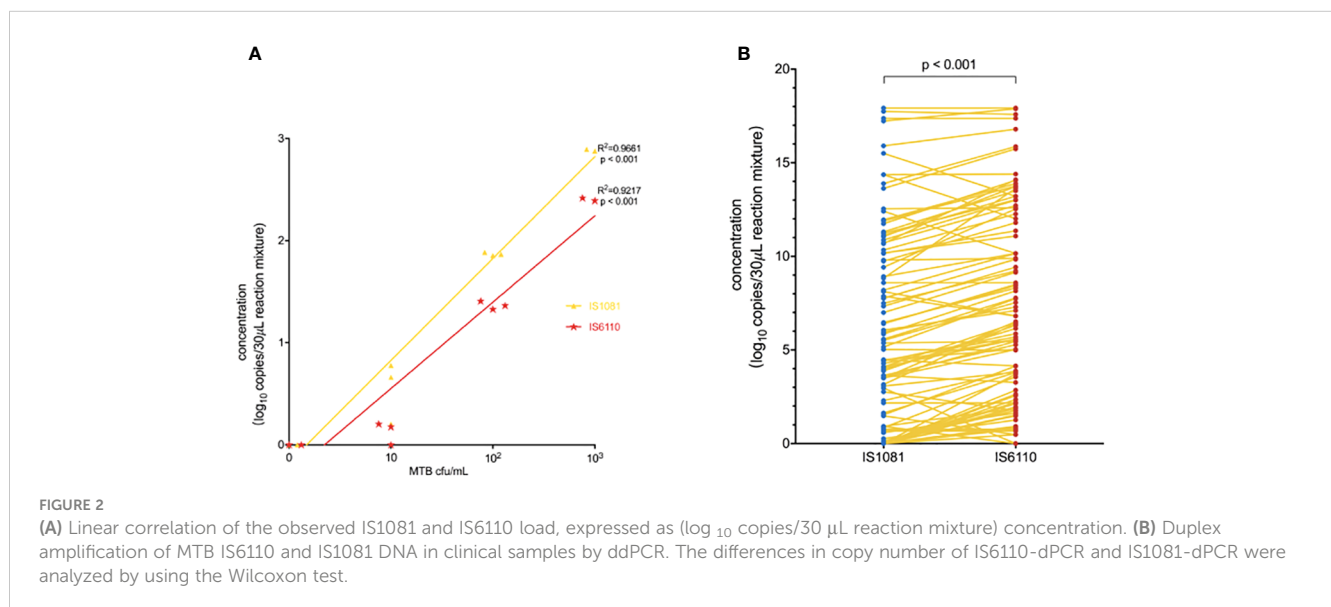 A
B
p < 0.001
20
15
10
5
0
concentration
(log10 copies/30μL reaction mixture)
IS1081
IS6110
3
2
1
0
concentration
(log10 copies/30μL reaction mixture)
R²=0.9661
p < 0.001
R²=0.9217
p < 0.001
IS1081
IS6110
0
10
10²
10³
MTB cfu/mL
FIGURE 2
(A) Linear correlation of the observed IS1081 and IS6110 load, expressed as (log 10 copies/30 μL reaction mixture) concentration. (B) Duplex
amplification of MTB IS6110 and IS1081 DNA in clinical samples by ddPCR. The differences in copy number of IS6110-dPCR and IS1081-dPCR were
analyzed by using the Wilcoxon test.